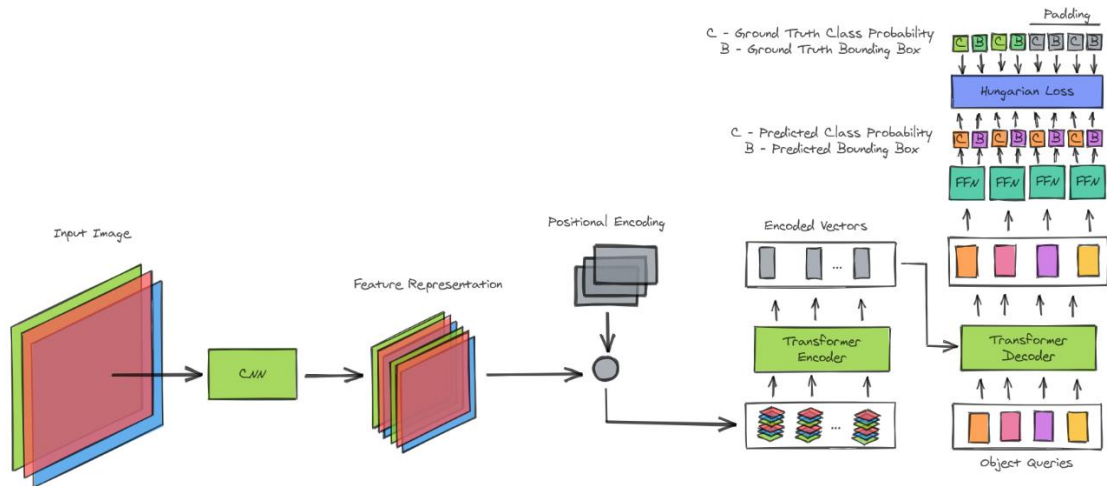 Padding
C - Ground Truth Class Probability
B - Ground Truth Bounding Box
C B C B C B C B
Hungarian Loss
C - Predicted Class Probability
B - Predicted Bounding Box
C B C B C B C B
FFN FFN FFN FFN
Input Image
Positional Encoding
Encoded Vectors
...
Feature Representation
CNN
Transformer
Encoder
Transformer
Decoder
...
Object Queries